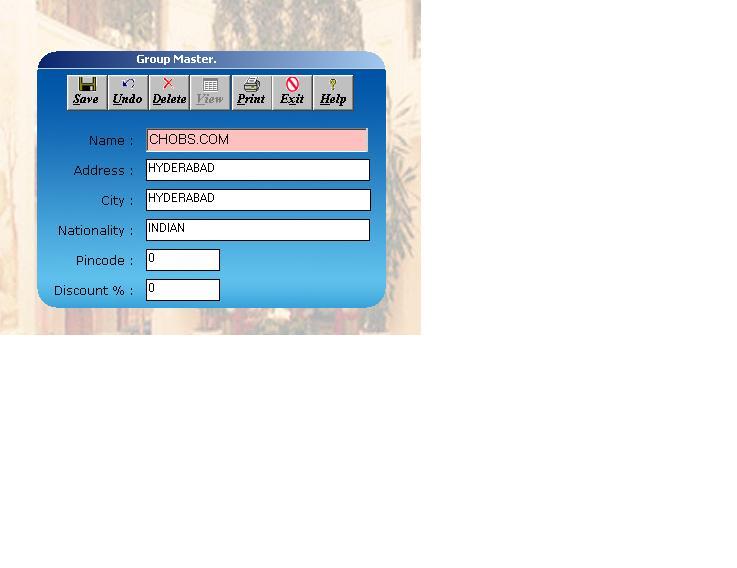 Group Master.
Save Undo Delete View Print Exit Help
Name : CHOBS.COM
Address : HYDERABAD
City : HYDERABAD
Nationality : INDIAN
Pincode : 0
Discount % : 0